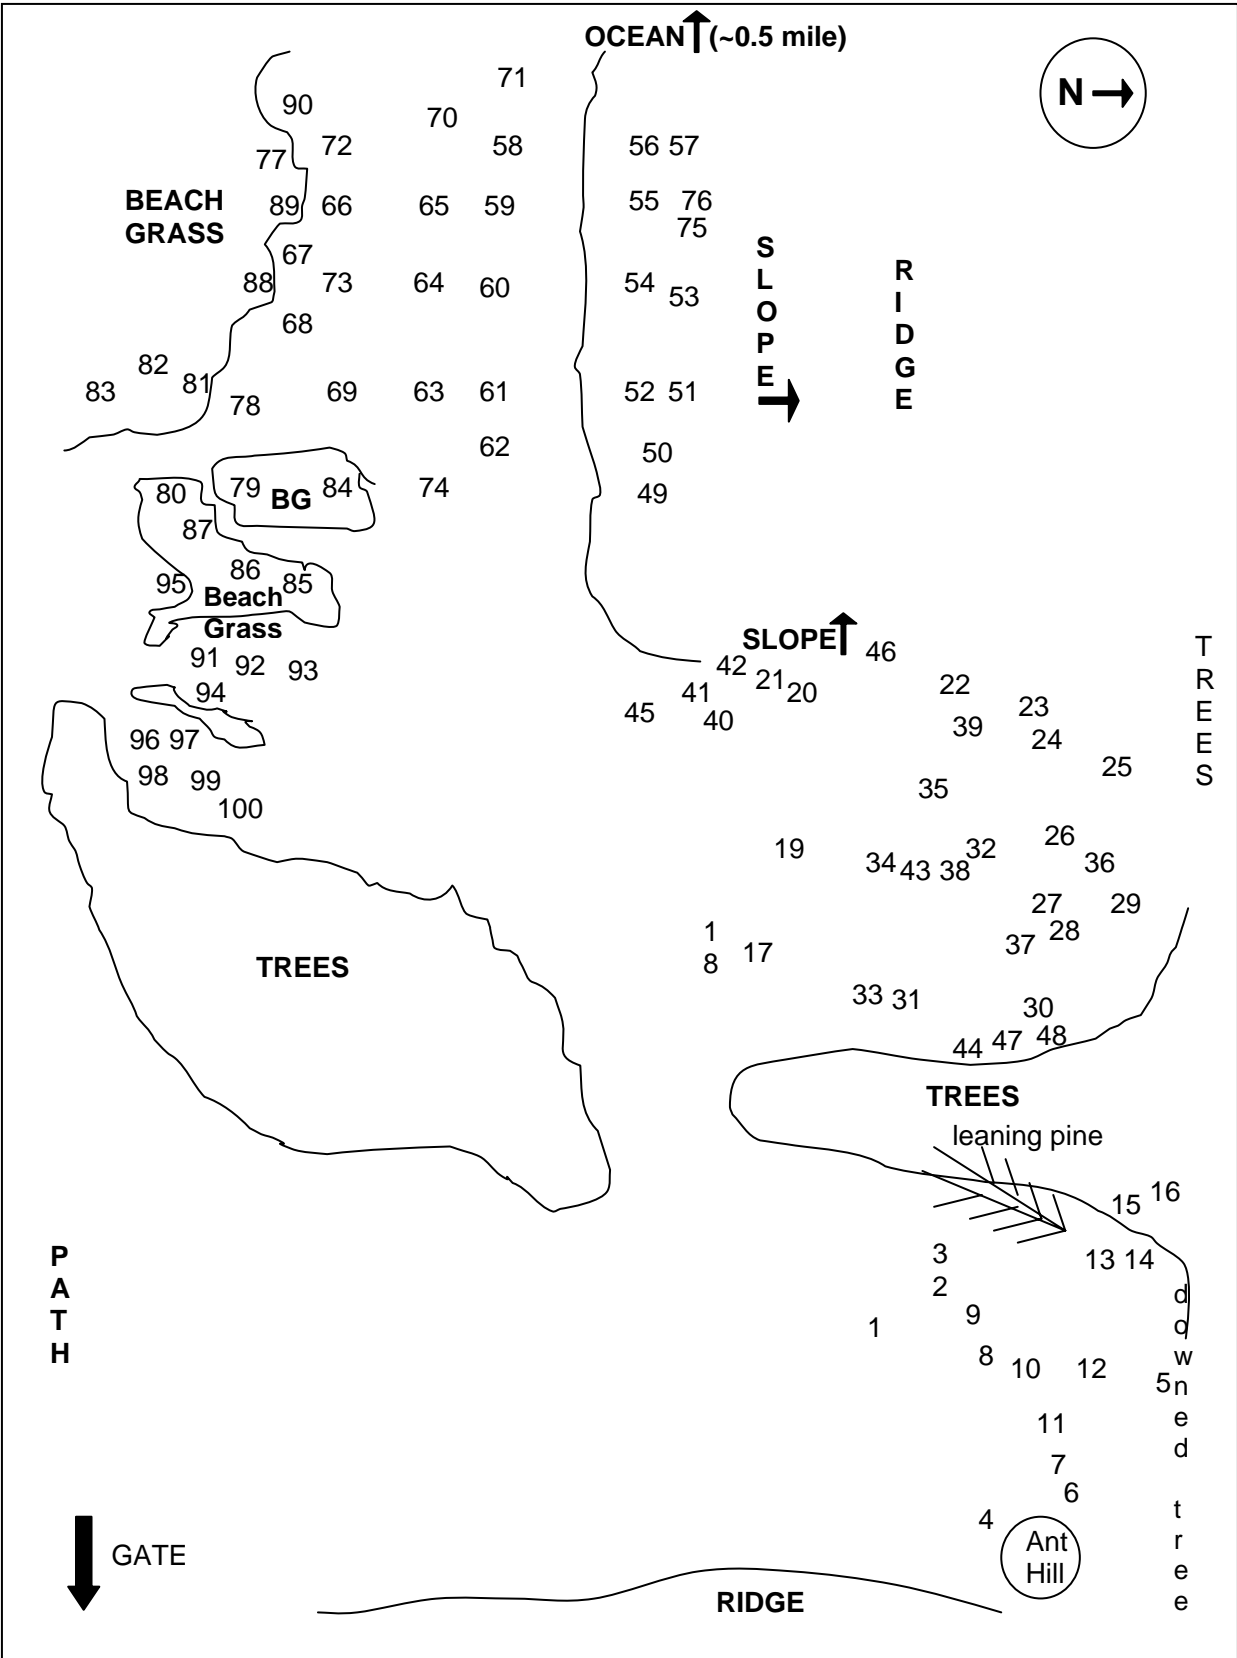 OCEAN (~0.5 mile)
N
71
90
70
72 58 56 57
77
BEACH 89 66 65 59 55 76
GRASS 75
S
L
O
P
E
R
I
D
G
E
67
88 73 64 60 54 53
68
82
83 81 78 69 63 61 52 51
62 50
80 79 BG 84 74 49
87
95 86 85
Beach
Grass
SLOPE 46
T
R
E
E
S
91 92 93 42 21 20 22
94 45 41 40 39 23
96 97 24
98 99 35 25
100
19 34 43 38 32 26 36
27 29
1
8 17 37 28
TREES
33 31 30
44 47 48
TREES
leaning pine
15 16
P
A
T
H
3 13 14
2
d
o
w
n
e
d
t
r
e
e
1 9
8 10 12 5
11
7
6
4
Ant
Hill
GATE
RIDGE